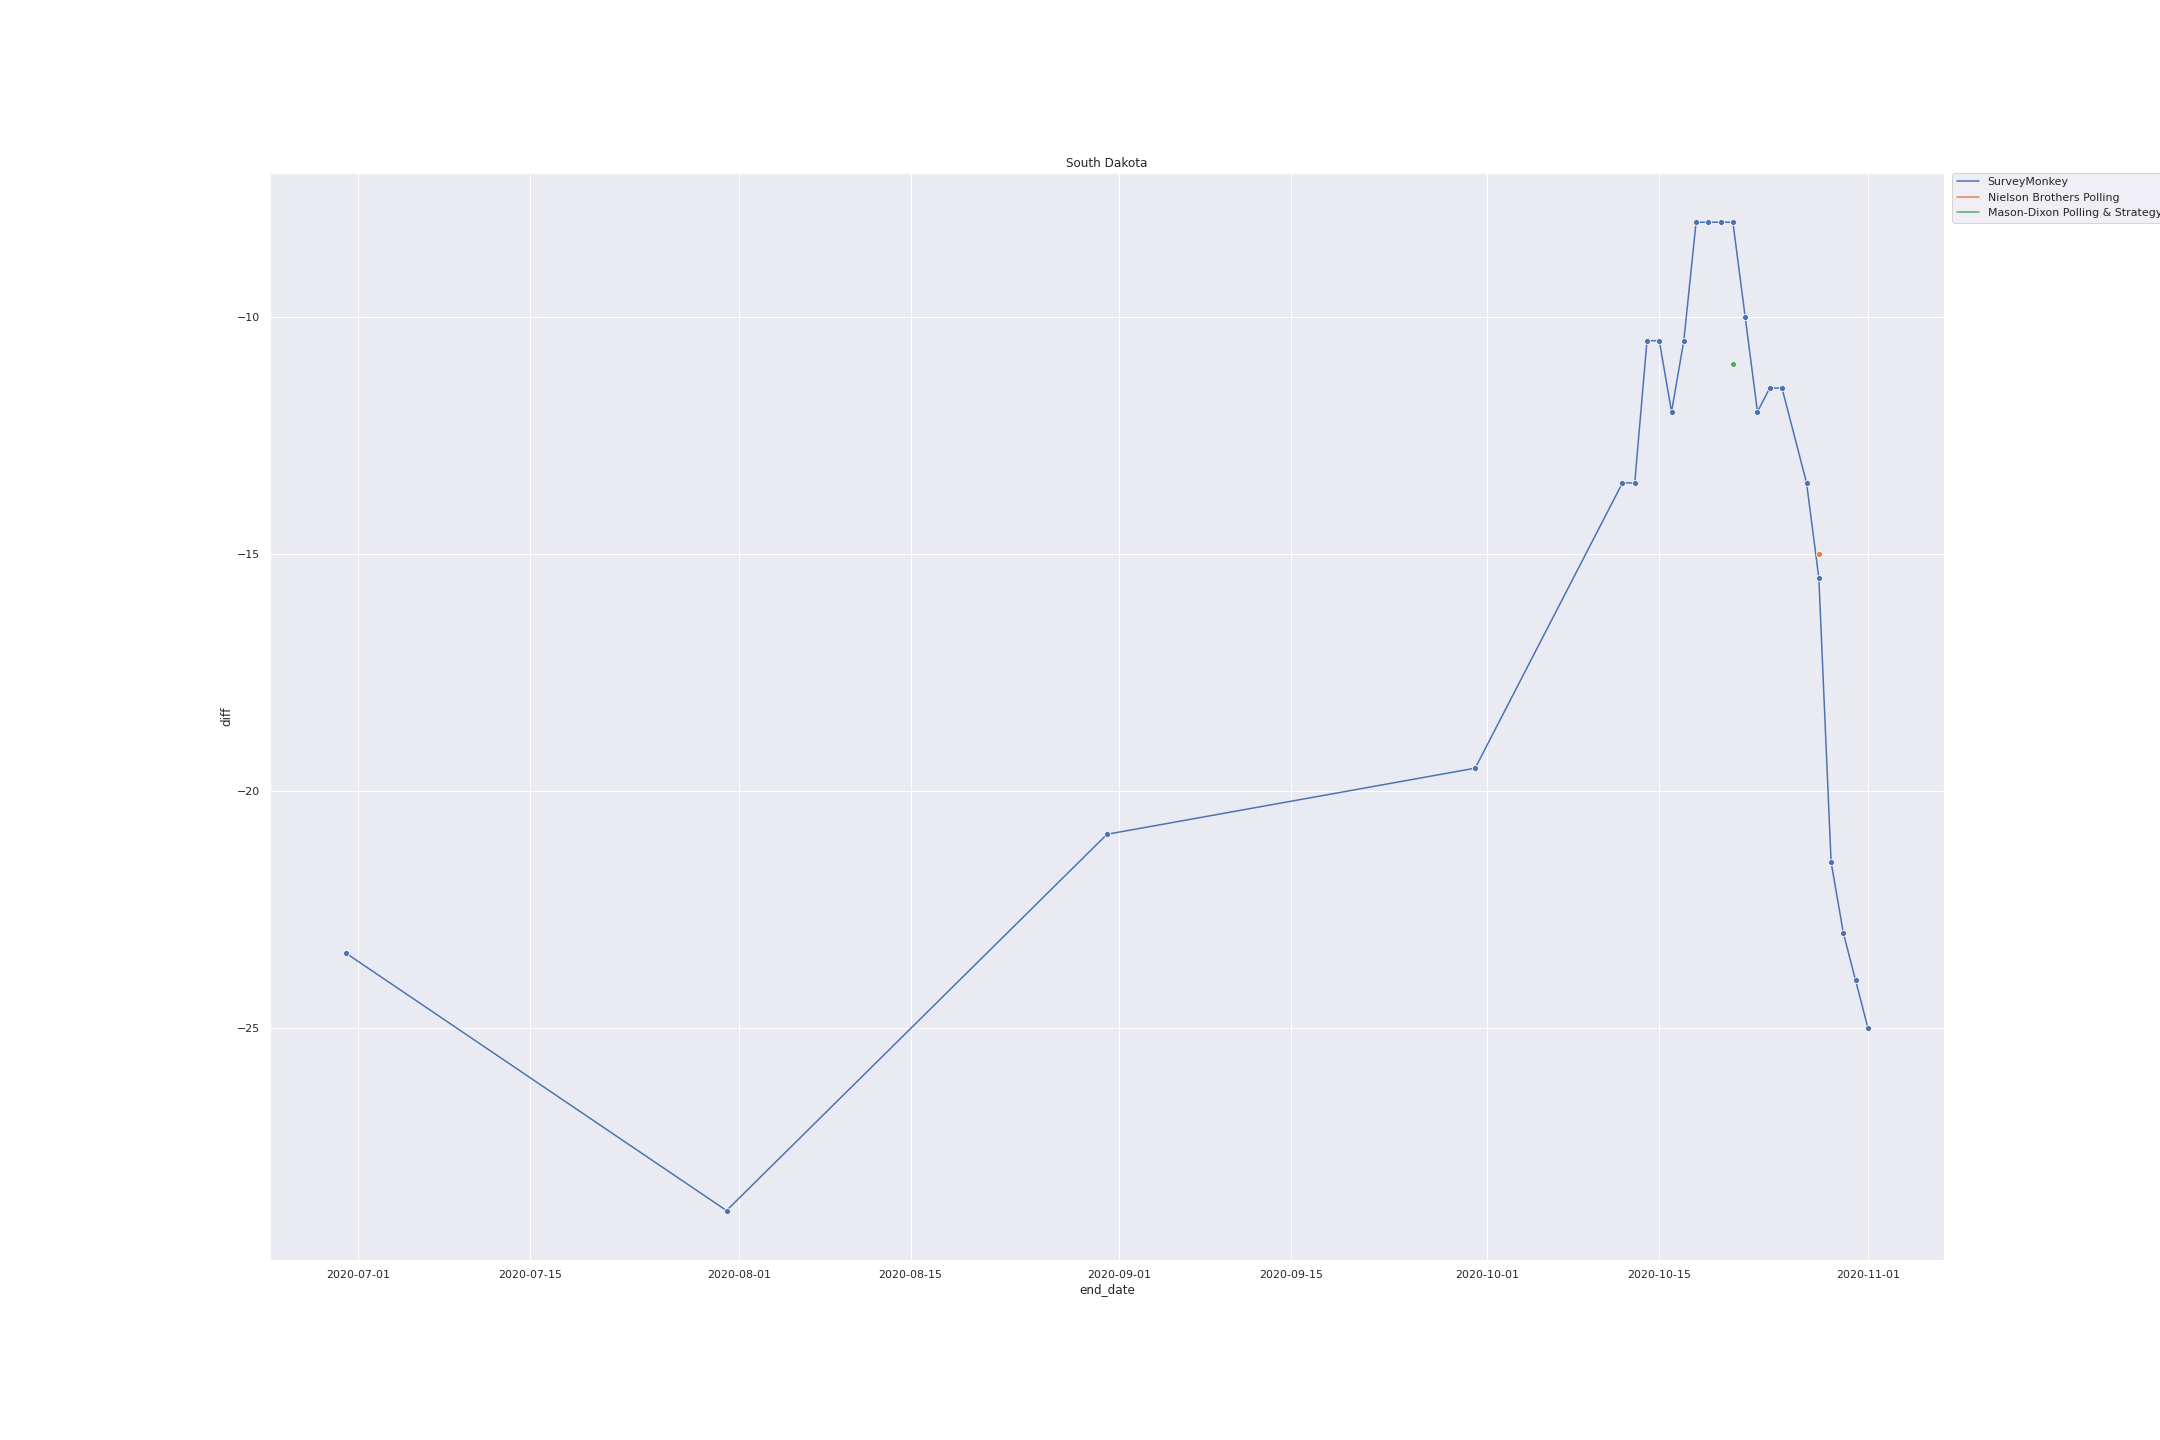 South Dakota
SurveyMonkey
Nielson Brothers Polling
Mason-Dixon Polling & Strategy
−10
−15
−20
−25
diff
2020-07-01
2020-07-15
2020-08-01
2020-08-15
2020-09-01
2020-09-15
2020-10-01
2020-10-15
2020-11-01
end_date